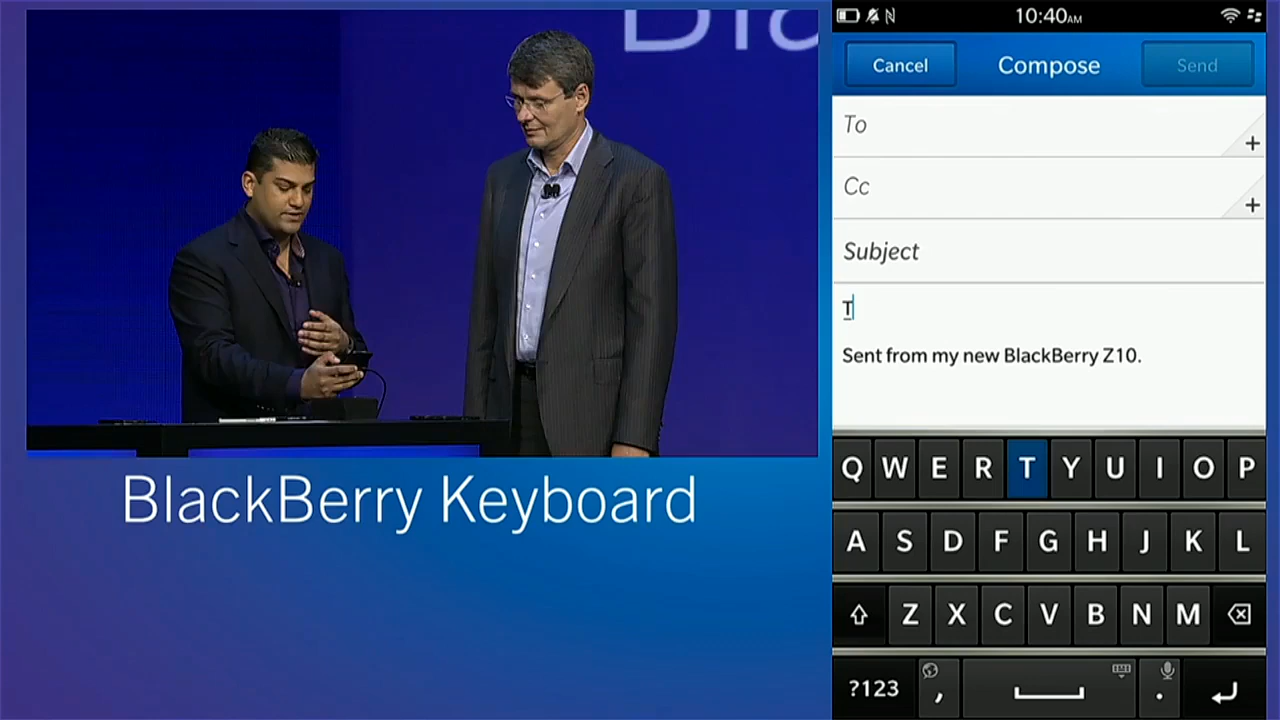 BlackBerry Keyboard
10:40AM
Cancel Compose Send
To
Cc
Subject
T
Sent from my new BlackBerry Z10.
Q W E R T Y U I O P
A S D F G H J K L
Z X C V B N M
?123 , .